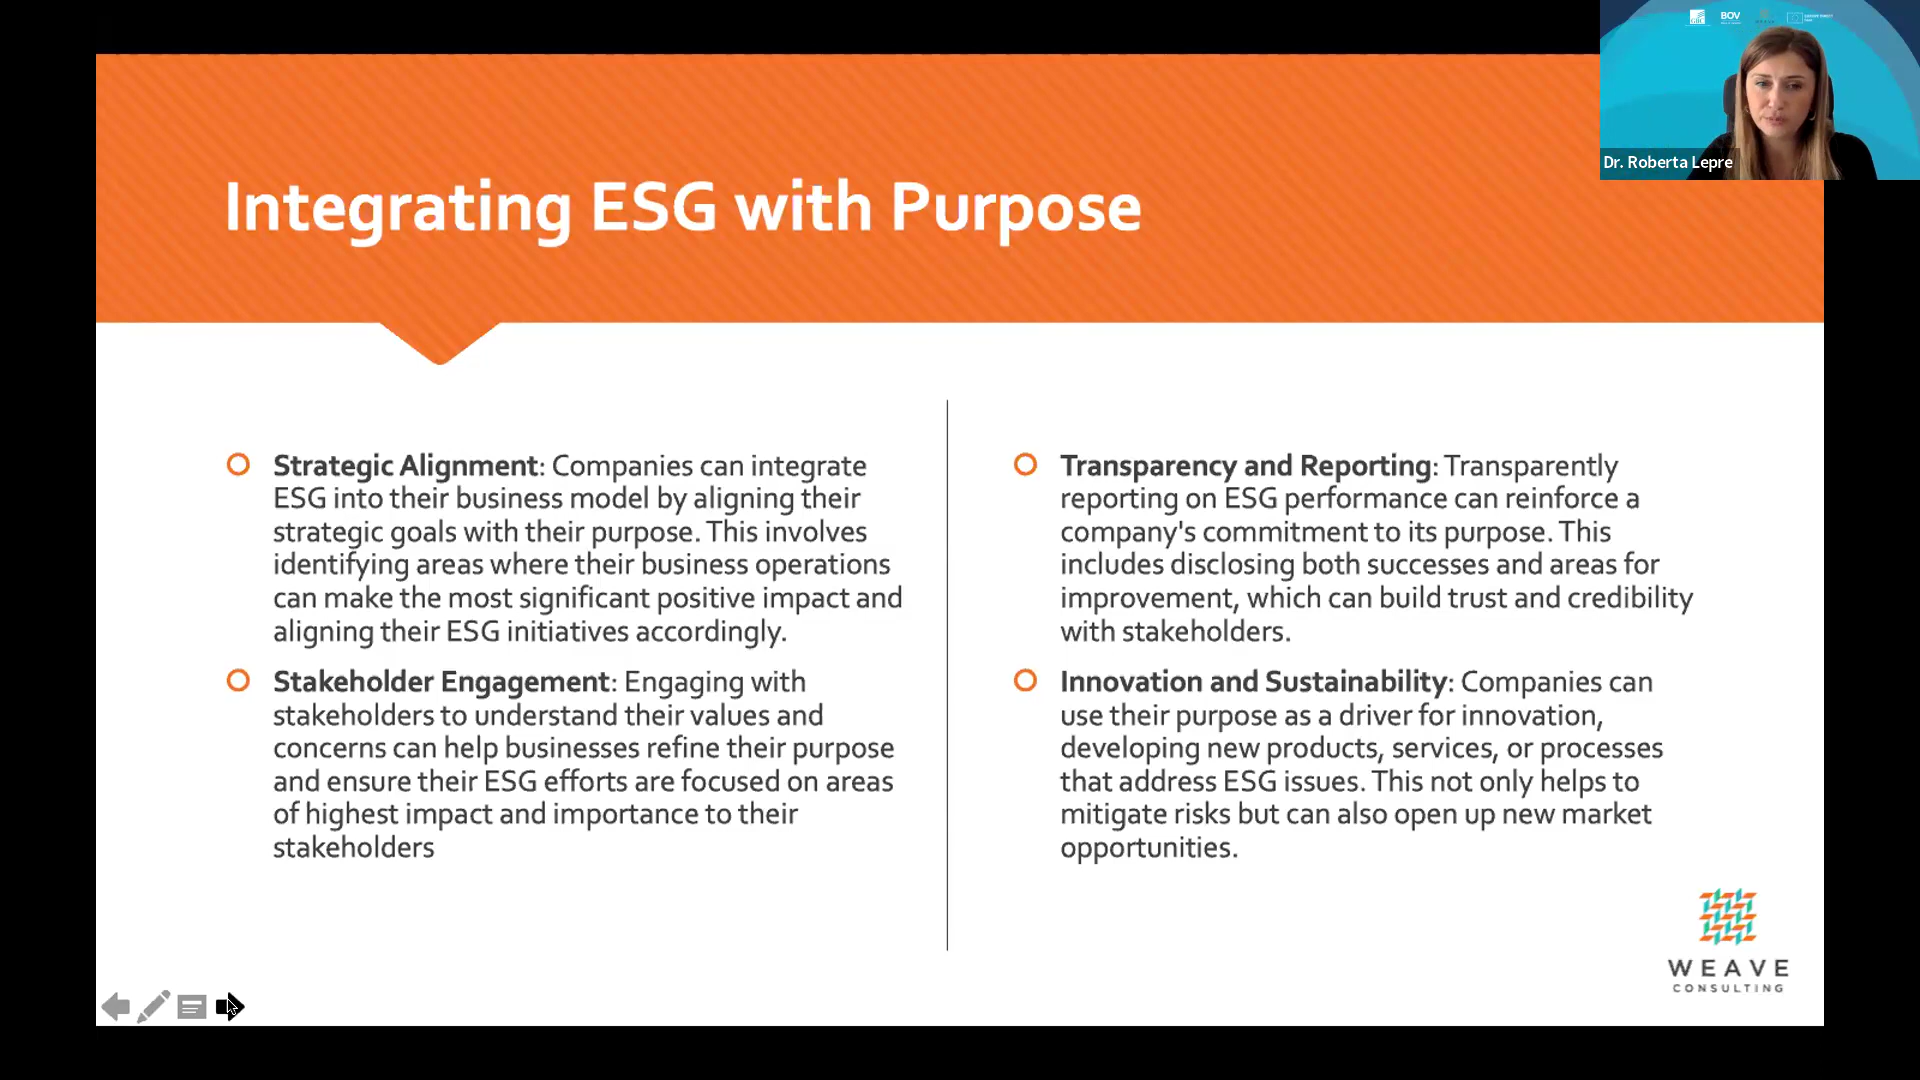 BOV
Dr. Roberta Lepre
Integrating ESG with Purpose
Strategic Alignment: Companies can integrate
ESG into their business model by aligning their
strategic goals with their purpose. This involves
identifying areas where their business operations
can make the most significant positive impact and
aligning their ESG initiatives accordingly.
Stakeholder Engagement: Engaging with
stakeholders to understand their values and
concerns can help businesses refine their purpose
and ensure their ESG efforts are focused on areas
of highest impact and importance to their
stakeholders
Transparency and Reporting: Transparently
reporting on ESG performance can reinforce a
company's commitment to its purpose. This
includes disclosing both successes and areas for
improvement, which can build trust and credibility
with stakeholders.
Innovation and Sustainability: Companies can
use their purpose as a driver for innovation,
developing new products, services, or processes
that address ESG issues. This not only helps to
mitigate risks but can also open up new market
opportunities.
WEAVE
CONSULTING